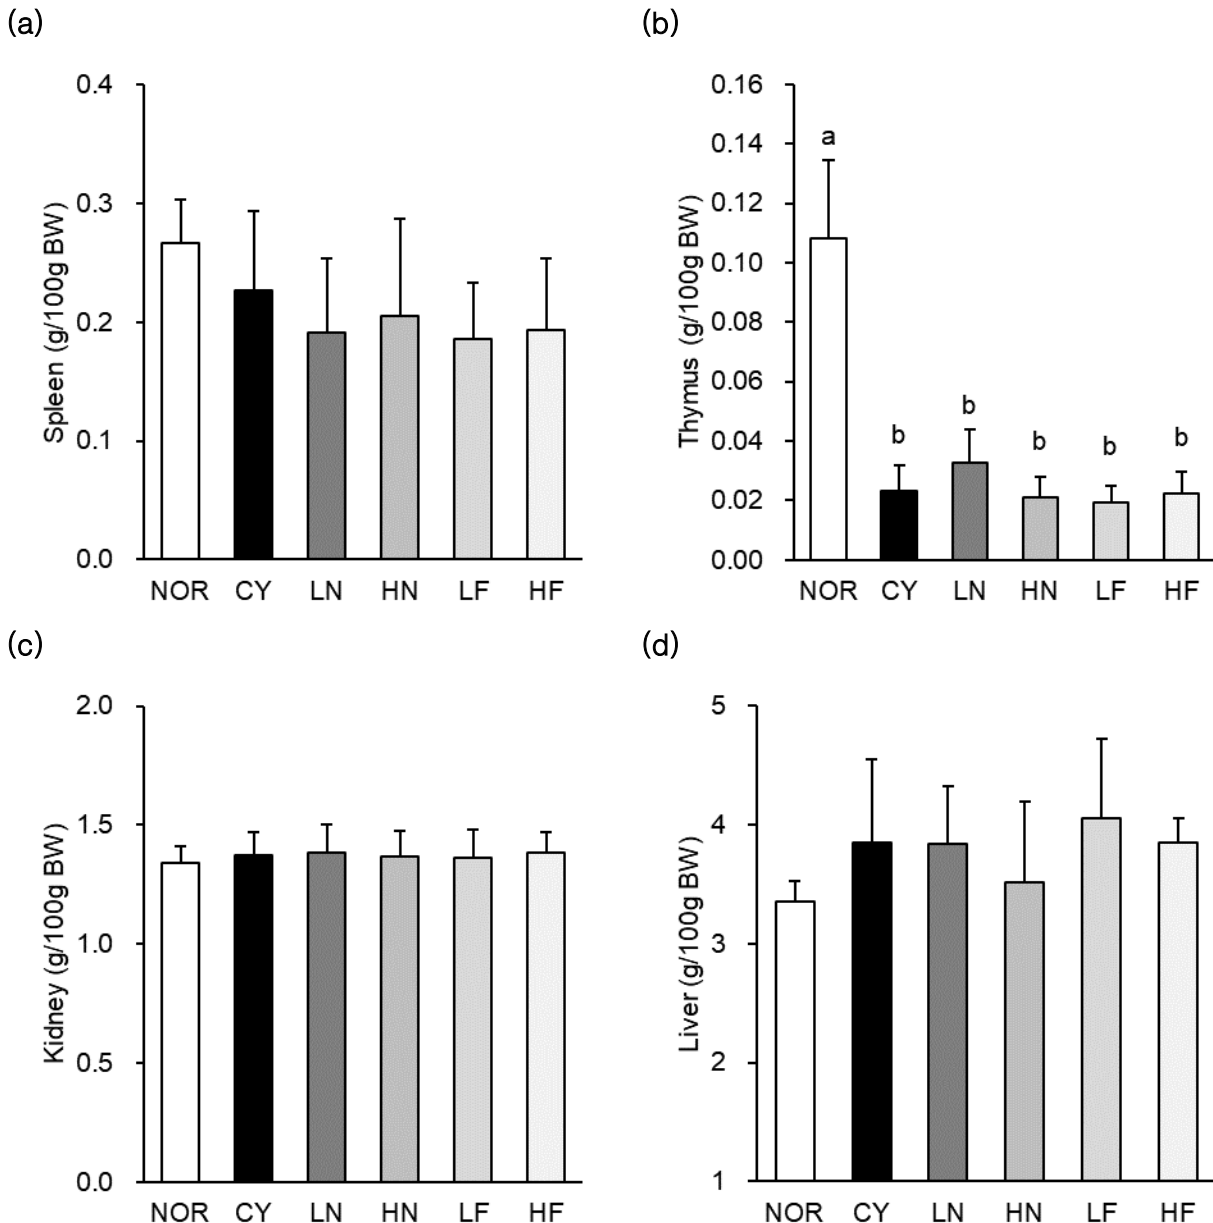 (a)
Spleen (g/100g BW)
0.4
0.3
0.2
0.1
0.0
NOR CY LN HN LF HF
(b)
Thymus (g/100g BW)
0.16
0.14
0.12
0.10
0.08
0.06
0.04
0.02
0.00
a
b b b b b
NOR CY LN HN LF HF
(c)
Kidney (g/100g BW)
2.0
1.5
1.0
0.5
0.0
NOR CY LN HN LF HF
(d)
Liver (g/100g BW)
5
4
3
2
1
NOR CY LN HN LF HF